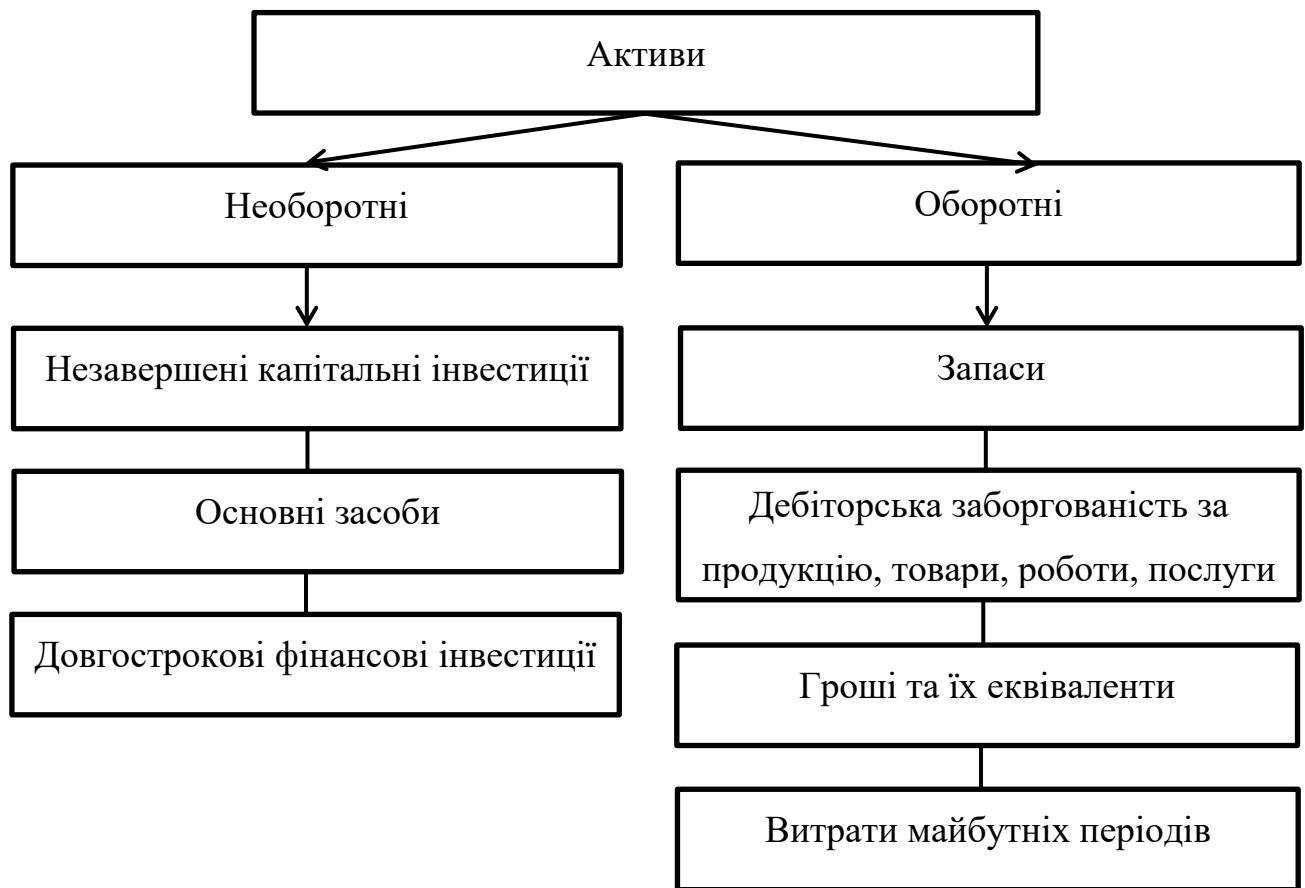 Активи
Необоротні
Оборотні
Незавершені капітальні інвестиції
Запаси
Основні засоби
Дебіторська заборгованість за
продукцію, товари, роботи, послуги
Довгострокові фінансові інвестиції
Гроші та їх еквіваленти
Витрати майбутніх періодів